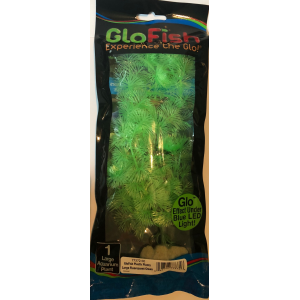 GloFish
Experience the Glo!
Glo
Effect Under
Blue LED
Light!
1
Large
Aquarium
Plant